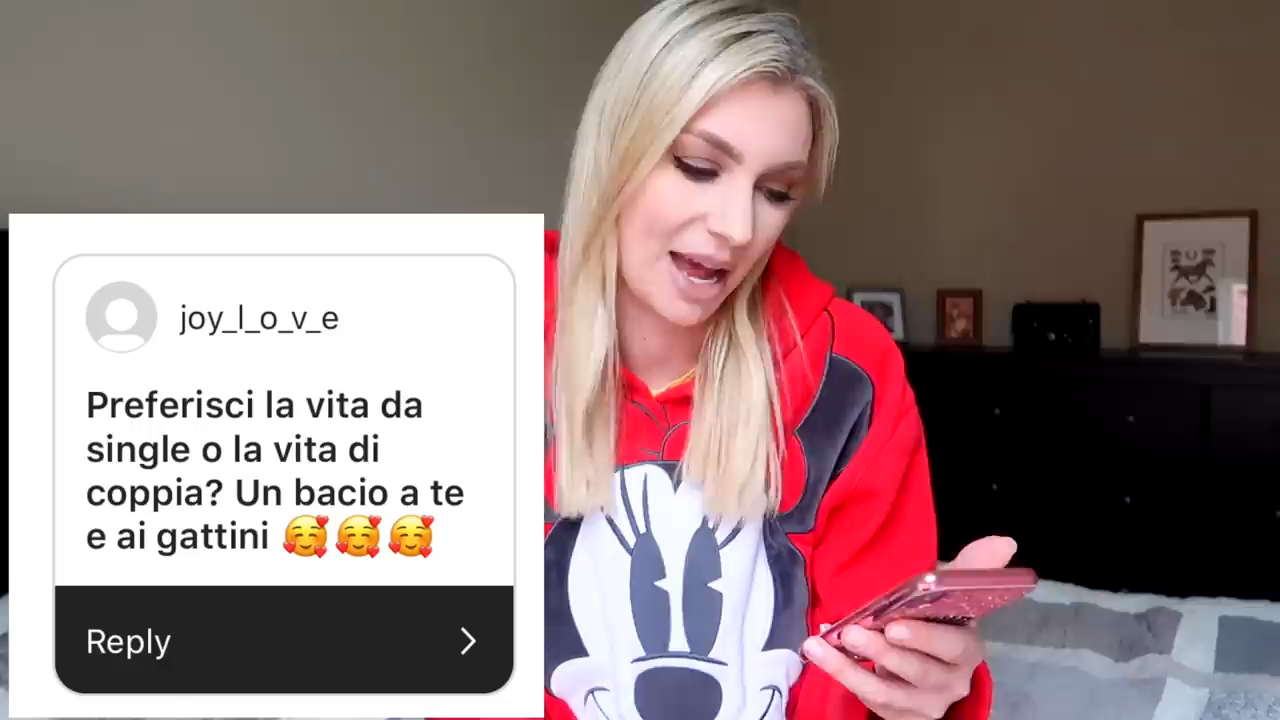 joy_l_o_v_e
Preferisci la vita da
single o la vita di
coppia? Un bacio a te
e ai gattini 🥰🥰🥰
Reply